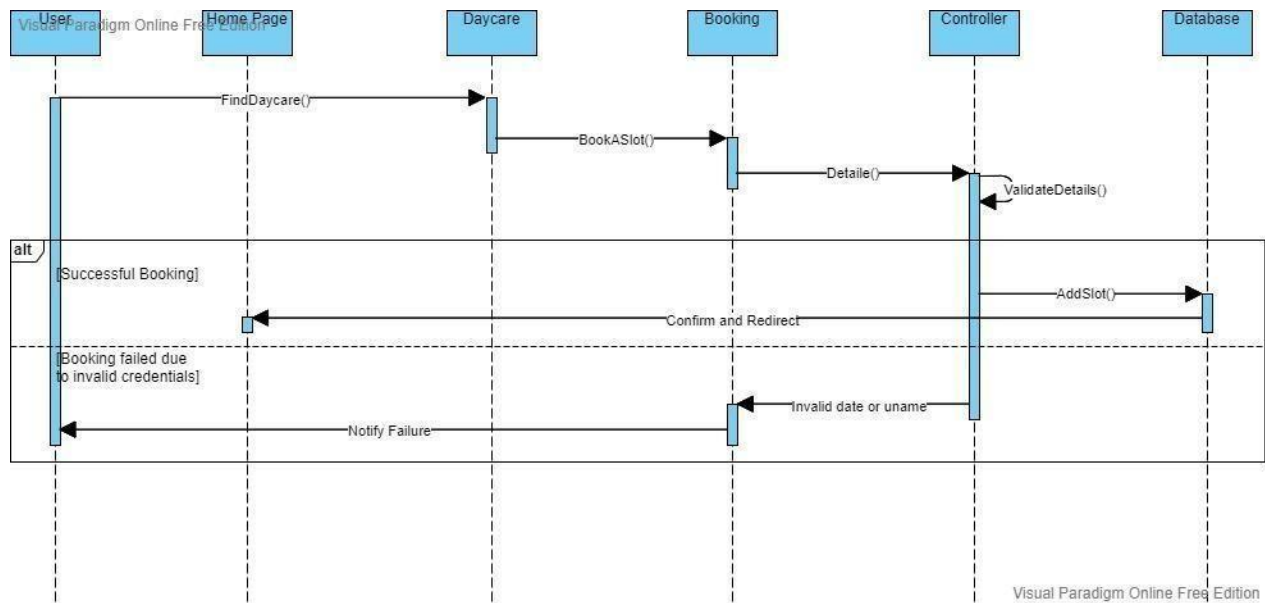 User
Home Page
Daycare
Booking
Controller
Database
Visual Paradigm Online Free Edition
FindDaycare()
BookASlot()
Detaile()
ValidateDetails()
alt
[Successful Booking]
AddSlot()
Confirm and Redirect
[Booking failed due
to invalid credentials]
Invalid date or uname
Notify Failure
Visual Paradigm Online Free Edition